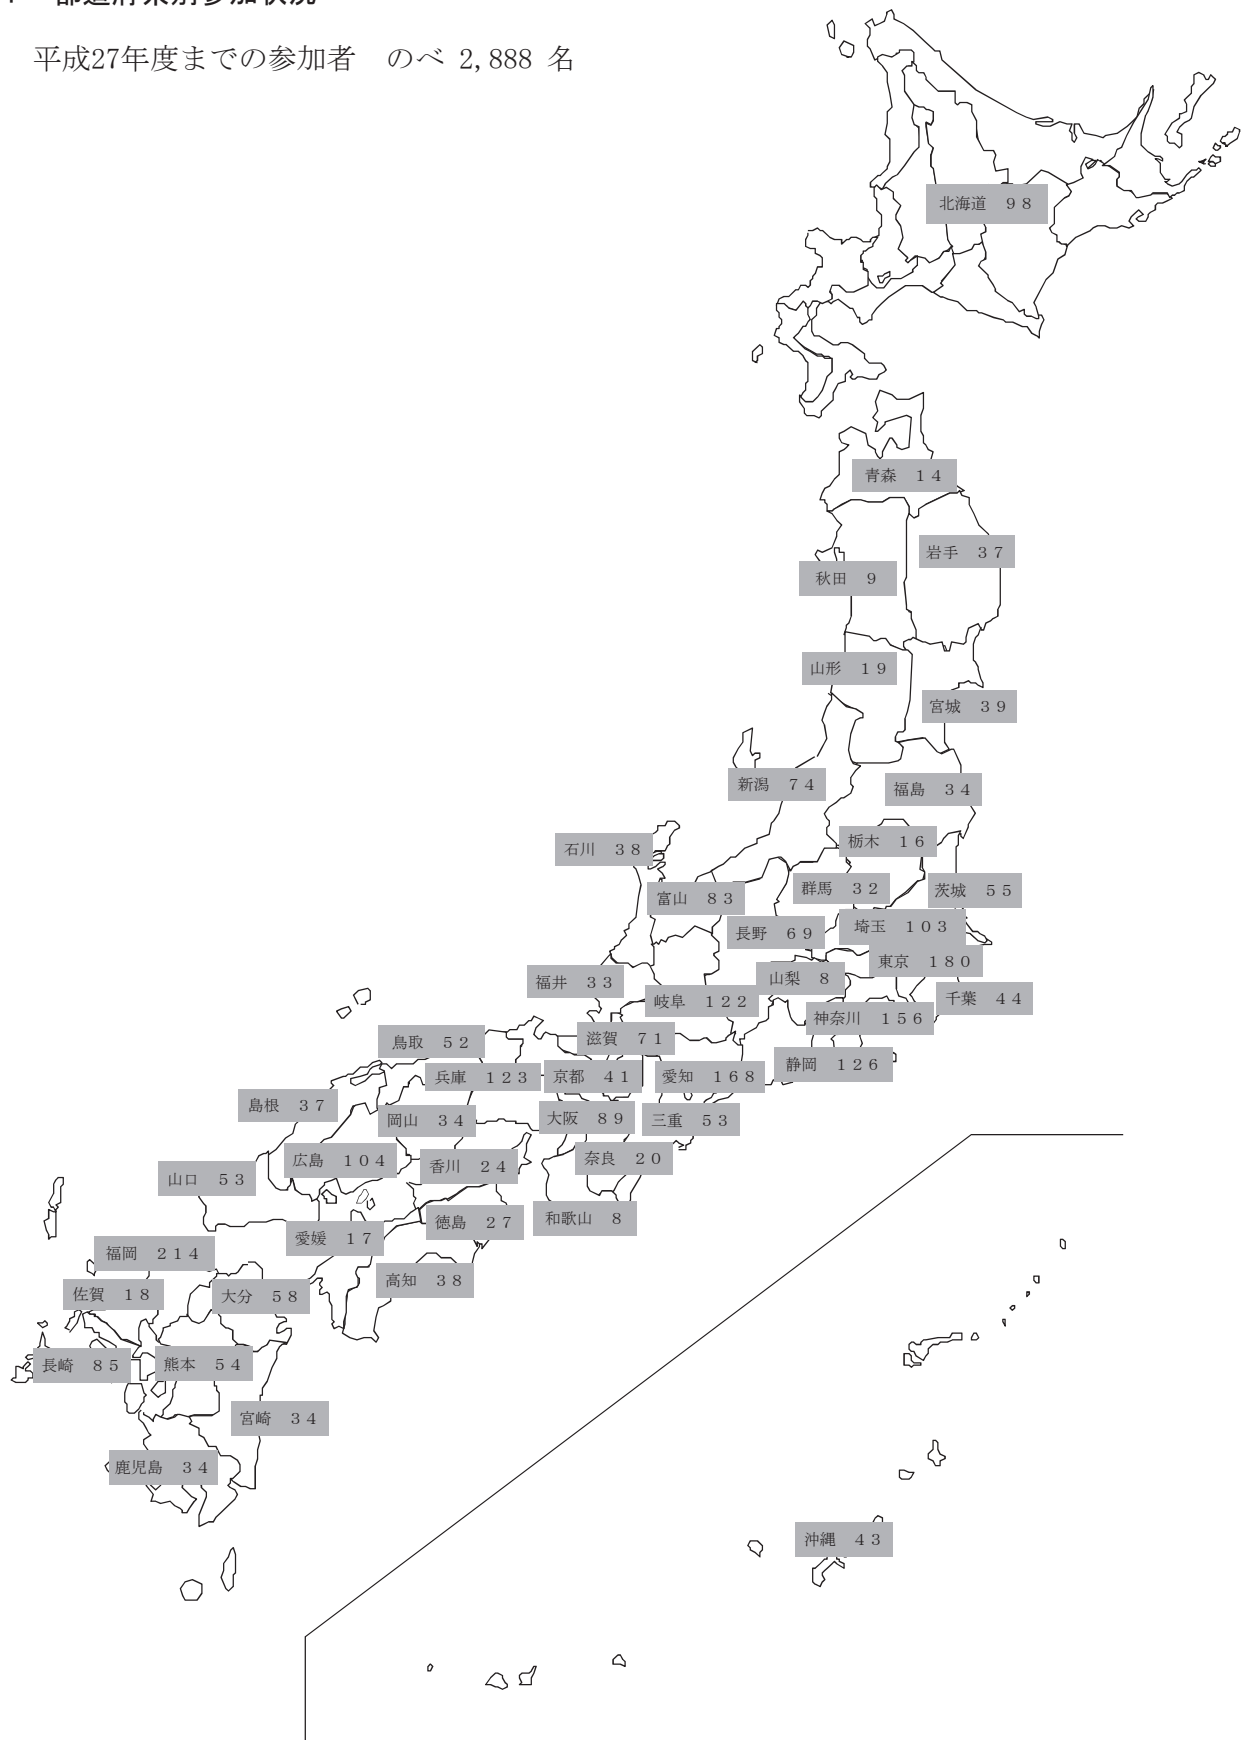 都道府県別参加状況
平成27年度までの参加者　のべ 2,888 名
北海道　９８
青森　１４
岩手　３７
秋田　９
山形　１９
宮城　３９
新潟　７４
福島　３４
栃木　１６
石川　３８
群馬　３２
茨城　５５
富山　８３
埼玉　１０３
長野　６９
東京　１８０
山梨　８
福井　３３
岐阜　１２２
千葉　４４
神奈川　１５６
滋賀　７１
鳥取　５２
静岡　１２６
兵庫　１２３
京都　４１
愛知　１６８
島根　３７
岡山　３４
大阪　８９
三重　５３
広島　１０４
香川　２４
奈良　２０
山口　５３
徳島　２７
和歌山　８
愛媛　１７
福岡　２１４
高知　３８
佐賀　１８
大分　５８
長崎　８５
熊本　５４
宮崎　３４
鹿児島　３４
沖縄　４３